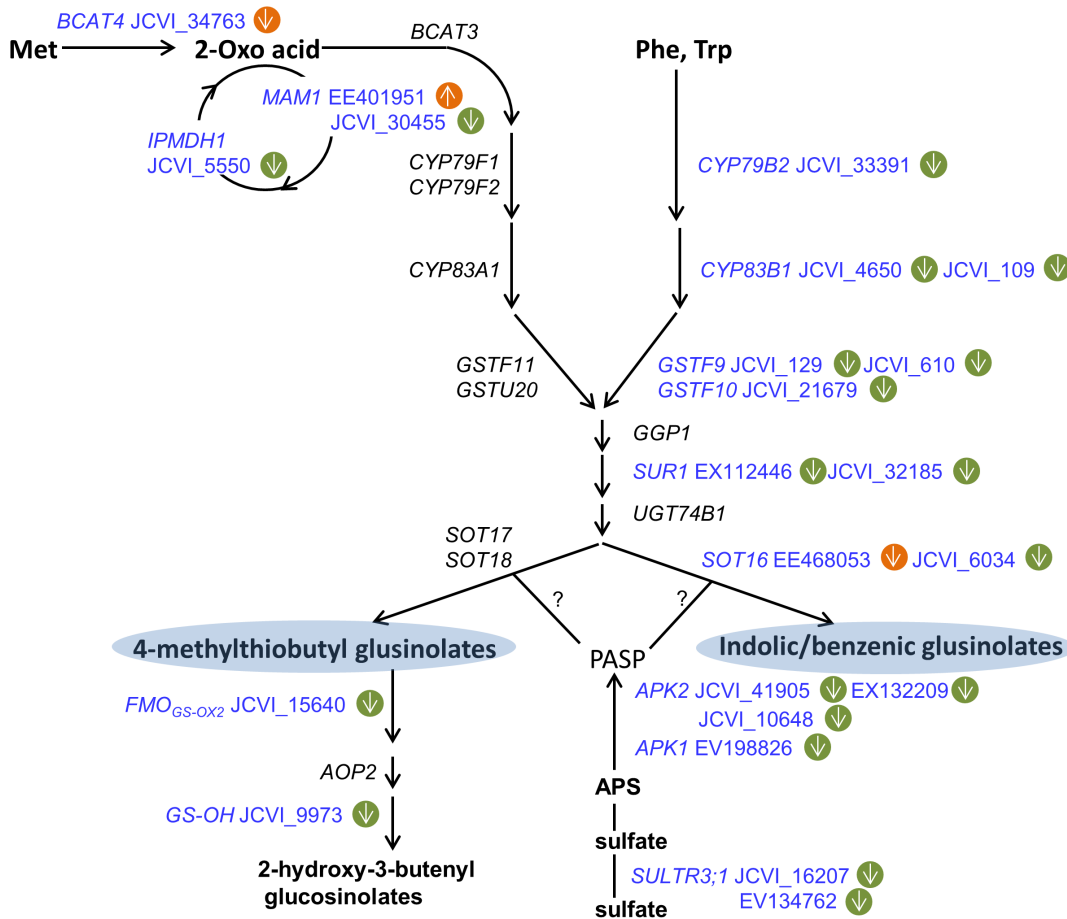 BCAT4 JCVI_34763
Met
2-Oxo acid
BCAT3
Phe, Trp
MAM1 EE401951
JCVI_30455
IPMDH1
JCVI_5550
CYP79F1
CYP79F2
CYP79B2 JCVI_33391
CYP83A1
CYP83B1 JCVI_4650 JCVI_109
GSTF11
GSTU20
GSTF9 JCVI_129 JCVI_610
GSTF10 JCVI_21679
GGP1
SUR1 EX112446 JCVI_32185
UGT74B1
SOT17
SOT18
SOT16 EE468053 JCVI_6034
? ?
4-methylthiobutyl glusinolates
PASP
Indolic/benzenic glusinolates
FMOGS-OX2 JCVI_15640
APK2 JCVI_41905 EX132209
JCVI_10648
APK1 EV198826
AOP2
APS
GS-OH JCVI_9973
sulfate
2-hydroxy-3-butenyl
glucosinolates
SULTR3;1 JCVI_16207
EV134762
sulfate